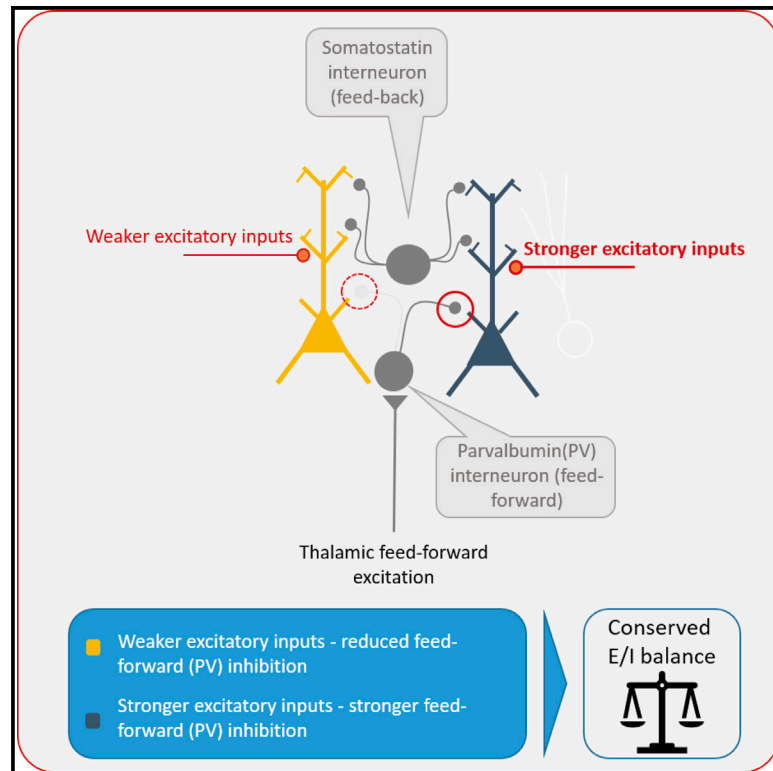 Somatostatin
interneuron
(feed-back)
Weaker excitatory inputs
Stronger excitatory inputs
Parvalbumin(PV)
interneuron (feed-
forward)
Thalamic feed-forward
excitation
Weaker excitatory inputs - reduced feed-
forward (PV) inhibition
Stronger excitatory inputs - stronger feed-
forward (PV) inhibition
Conserved
E/I balance